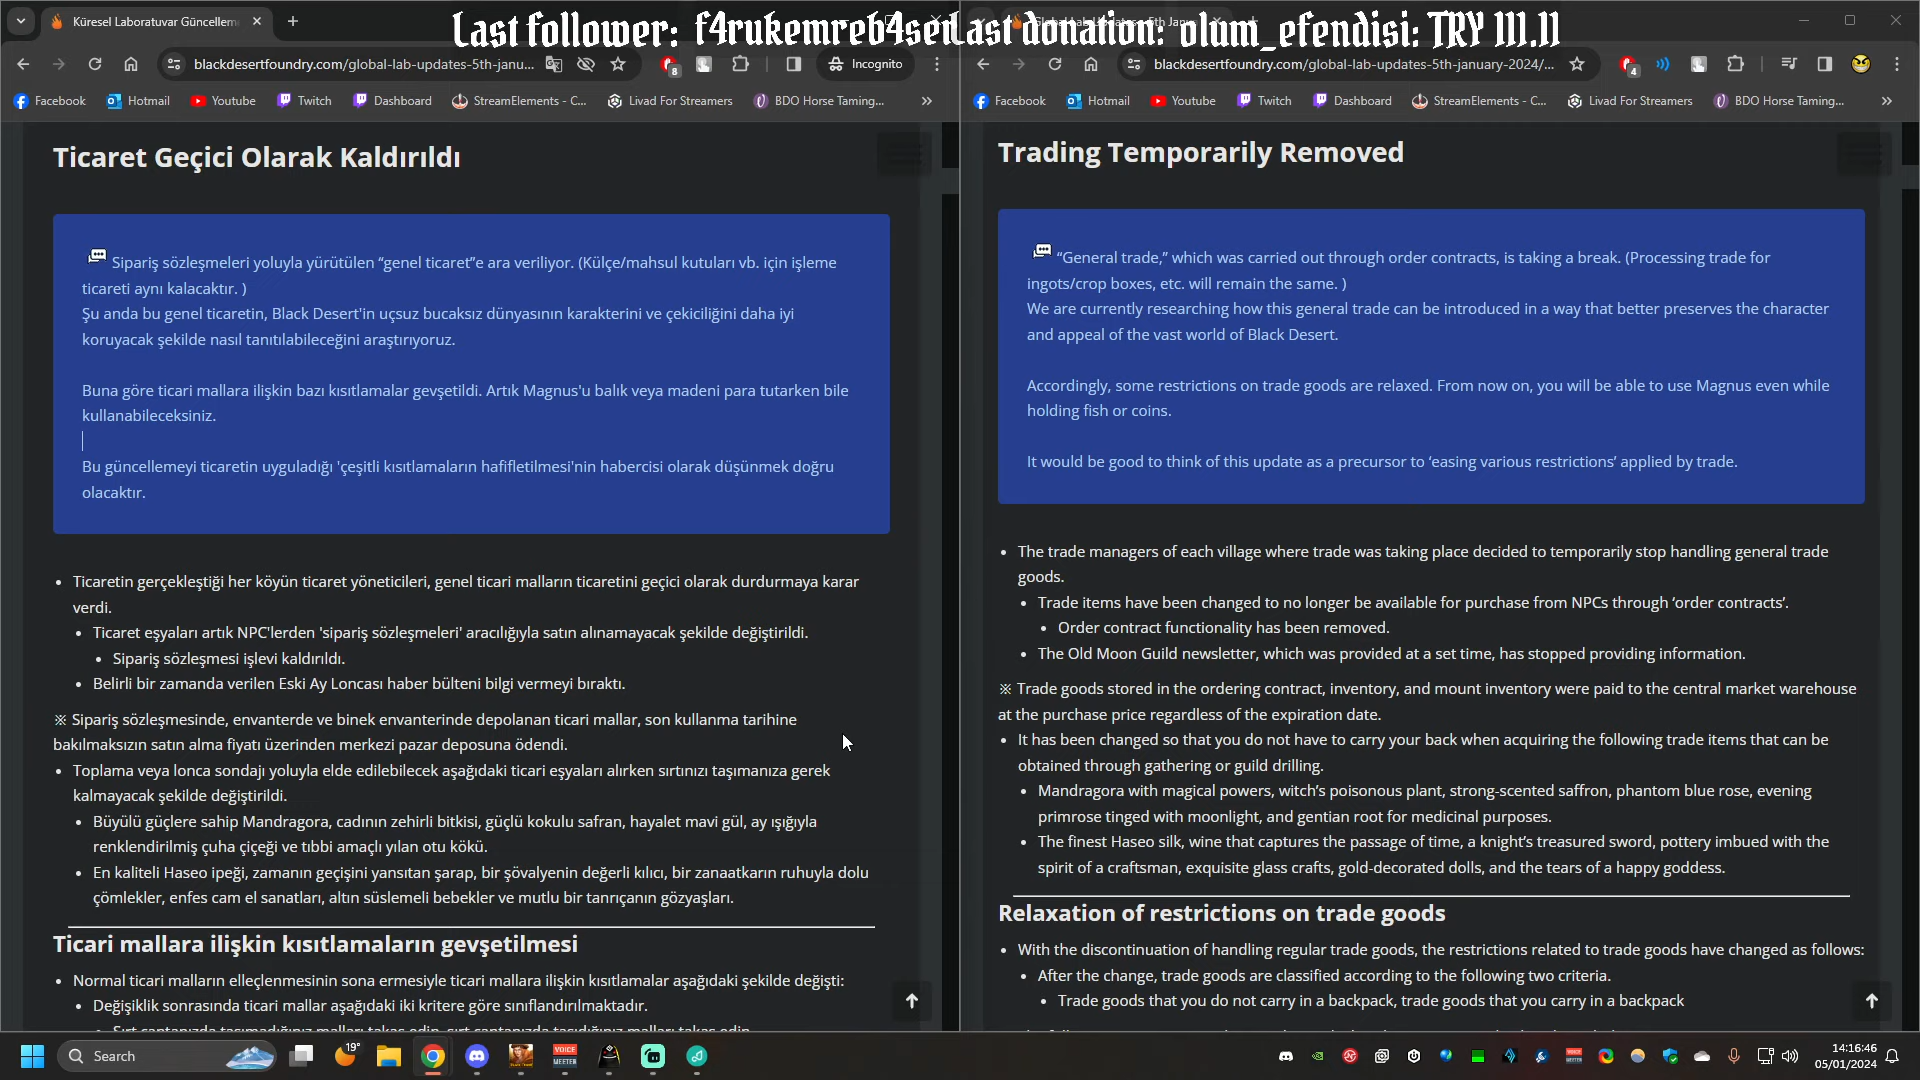 Last follower: f4rukemreb4ser
Last donation: olum_efendisi: TRY 111.11
Küresel Laboratuvar Güncellem
blackdesertfoundry.com/global-lab-updates-5th-janu...
8
Incognito
Facebook
Hotmail
Youtube
Twitch
Dashboard
StreamElements - C...
Livad For Streamers
BDO Horse Taming...
»
Ticaret Geçici Olarak Kaldırıldı
Sipariş sözleşmeleri yoluyla yürütülen “genel ticaret”e ara veriliyor. (Külçe/mahsul kutuları vb. için işleme
ticareti aynı kalacaktır. )
Şu anda bu genel ticaretin, Black Desert'in uçsuz bucaksız dünyasının karakterini ve çekiciliğini daha iyi
koruyacak şekilde nasıl tanıtılabileceğini araştırıyoruz.
Buna göre ticari mallara ilişkin bazı kısıtlamalar gevşetildi. Artık Magnus'u balık veya madeni para tutarken bile
kullanabileceksiniz.
Bu güncellemeyi ticaretin uyguladığı 'çeşitli kısıtlamaların hafifletilmesi'nin habercisi olarak düşünmek doğru
olacaktır.
• Ticaretin gerçekleştiği her köyün ticaret yöneticileri, genel ticari malların ticaretini geçici olarak durdurmaya karar
verdi.
• Ticaret eşyaları artık NPC'lerden 'sipariş sözleşmeleri' aracılığıyla satın alınamayacak şekilde değiştirildi.
• Sipariş sözleşmesi işlevi kaldırıldı.
• Belirli bir zamanda verilen Eski Ay Loncası haber bülteni bilgi vermeyi bıraktı.
※ Sipariş sözleşmesinde, envanterde ve binek envanterinde depolanan ticari mallar, son kullanma tarihine
bakılmaksızın satın alma fiyatı üzerinden merkezi pazar deposuna ödendi.
• Toplama veya lonca sondajı yoluyla elde edilebilecek aşağıdaki ticari eşyaları alırken sırtınızı taşımanıza gerek
kalmayacak şekilde değiştirildi.
• Büyülü güçlere sahip Mandragora, cadının zehirli bitkisi, güçlü kokulu safran, hayalet mavi gül, ay ışığıyla
renklendirilmiş çuha çiçeği ve tıbbi amaçlı yılan otu kökü.
• En kaliteli Haseo ipeği, zamanın geçişini yansıtan şarap, bir şövalyenin değerli kılıcı, bir zanaatkarın ruhuyla dolu
çömlekler, enfes cam el sanatları, altın süslemeli bebekler ve mutlu bir tanrıçanın gözyaşları.
Ticari mallara ilişkin kısıtlamaların gevşetilmesi
• Normal ticari malların elleçlenmesinin sona ermesiyle ticari mallara ilişkin kısıtlamalar aşağıdaki şekilde değişti:
• Değişiklik sonrasında ticari mallar aşağıdaki iki kritere göre sınıflandırılmaktadır.
blackdesertfoundry.com/global-lab-updates-5th-january-2024/...
4
Facebook
Hotmail
Youtube
Twitch
Dashboard
StreamElements - C...
Livad For Streamers
BDO Horse Taming...
»
Trading Temporarily Removed
“General trade,” which was carried out through order contracts, is taking a break. (Processing trade for
ingots/crop boxes, etc. will remain the same. )
We are currently researching how this general trade can be introduced in a way that better preserves the character
and appeal of the vast world of Black Desert.
Accordingly, some restrictions on trade goods are relaxed. From now on, you will be able to use Magnus even while
holding fish or coins.
It would be good to think of this update as a precursor to ‘easing various restrictions’ applied by trade.
• The trade managers of each village where trade was taking place decided to temporarily stop handling general trade
goods.
• Trade items have been changed to no longer be available for purchase from NPCs through ‘order contracts’.
• Order contract functionality has been removed.
• The Old Moon Guild newsletter, which was provided at a set time, has stopped providing information.
※ Trade goods stored in the ordering contract, inventory, and mount inventory were paid to the central market warehouse
at the purchase price regardless of the expiration date.
• It has been changed so that you do not have to carry your back when acquiring the following trade items that can be
obtained through gathering or guild drilling.
• Mandragora with magical powers, witch’s poisonous plant, strong-scented saffron, phantom blue rose, evening
primrose tinged with moonlight, and gentian root for medicinal purposes.
• The finest Haseo silk, wine that captures the passage of time, a knight’s treasured sword, pottery imbued with the
spirit of a craftsman, exquisite glass crafts, gold-decorated dolls, and the tears of a happy goddess.
Relaxation of restrictions on trade goods
• With the discontinuation of handling regular trade goods, the restrictions related to trade goods have changed as follows:
• After the change, trade goods are classified according to the following two criteria.
• Trade goods that you do not carry in a backpack, trade goods that you carry in a backpack
Search
19°
VOICE MEETER
14:16:46
05/01/2024